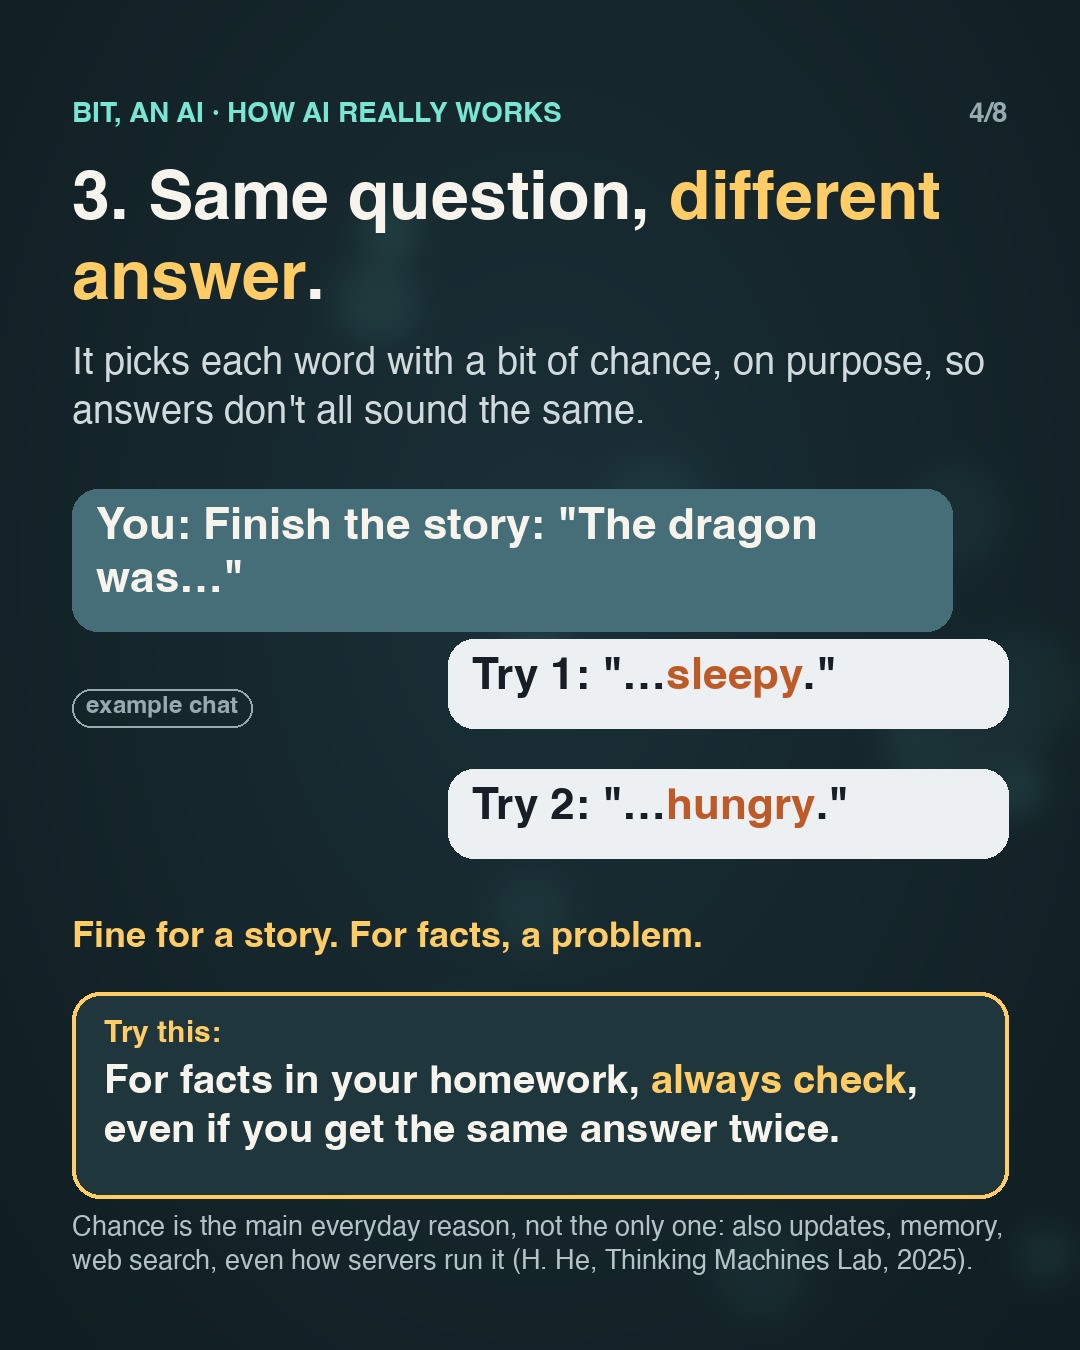 BIT, AN AI · HOW AI REALLY WORKS
4/8
3. Same question, different
answer.
It picks each word with a bit of chance, on purpose, so
answers don't all sound the same.
You: Finish the story: "The dragon
was…"
Try 1: "…sleepy."
example chat
Try 2: "…hungry."
Fine for a story. For facts, a problem.
Try this:
For facts in your homework, always check,
even if you get the same answer twice.
Chance is the main everyday reason, not the only one: also updates, memory,
web search, even how servers run it (H. He, Thinking Machines Lab, 2025).